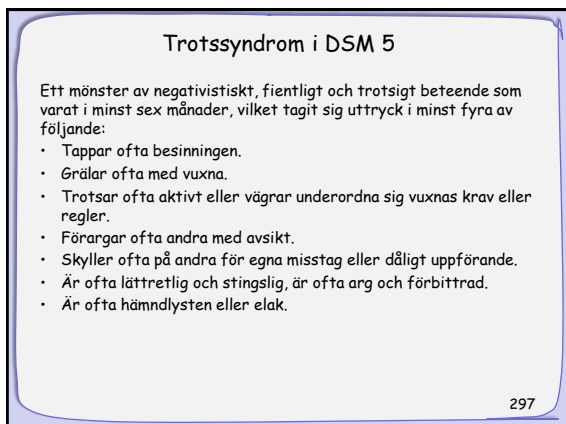 Trotssyndrom i DSM 5
Ett mönster av negativistiskt, fientligt och trotsigt beteende som
varat i minst sex månader, vilket tagit sig uttryck i minst fyra av
följande:
• Tappar ofta besinningen.
• Grälar ofta med vuxna.
• Trotsar ofta aktivt eller vägrar underordna sig vuxnas krav eller
regler.
• Förargar ofta andra med avsikt.
• Skyller ofta på andra för egna misstag eller dåligt uppförande.
• Är ofta lättretlig och stingslig, är ofta arg och förbittrad.
• Är ofta hämndlysten eller elak.
297